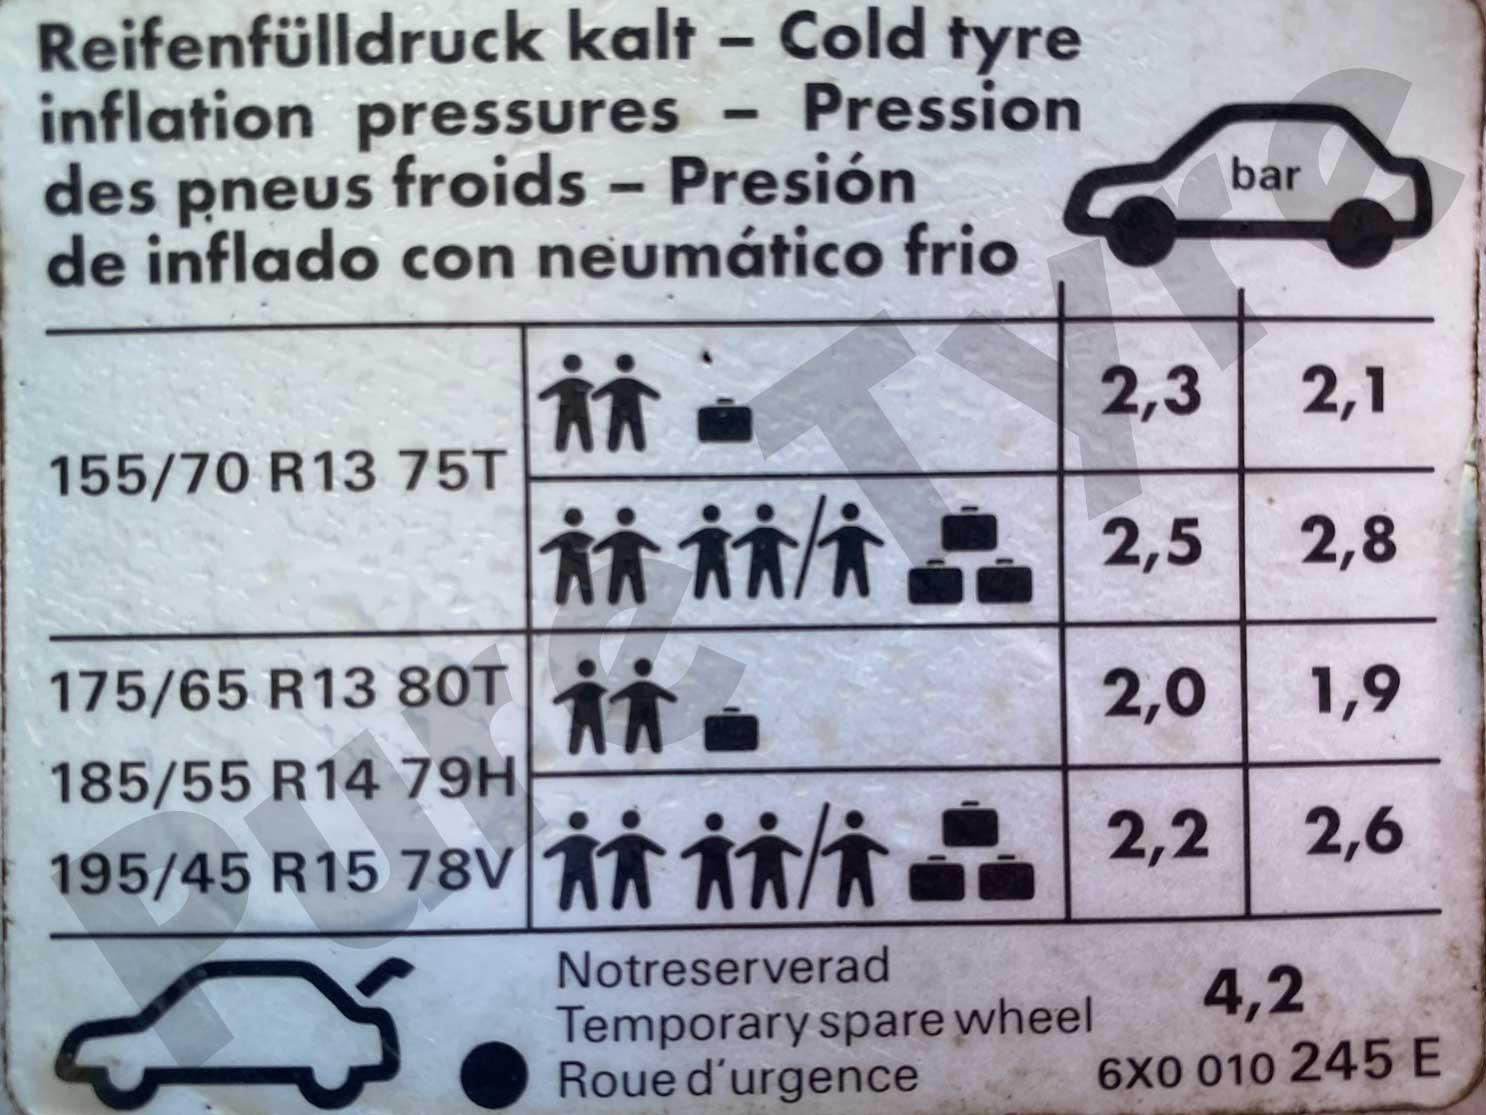 Reifenfülldruck kalt – Cold tyre
inflation pressures – Pression
des pneus froids – Presión
de inflado con neumático frio
bar
155/70 R13 75T
2,3 2,1
2,5 2,8
175/65 R13 80T
185/55 R14 79H
195/45 R15 78V
2,0 1,9
2,2 2,6
Notreserverad
Temporary spare wheel
Roue d'urgence
4,2
6X0 010 245 E
Pure Tyre